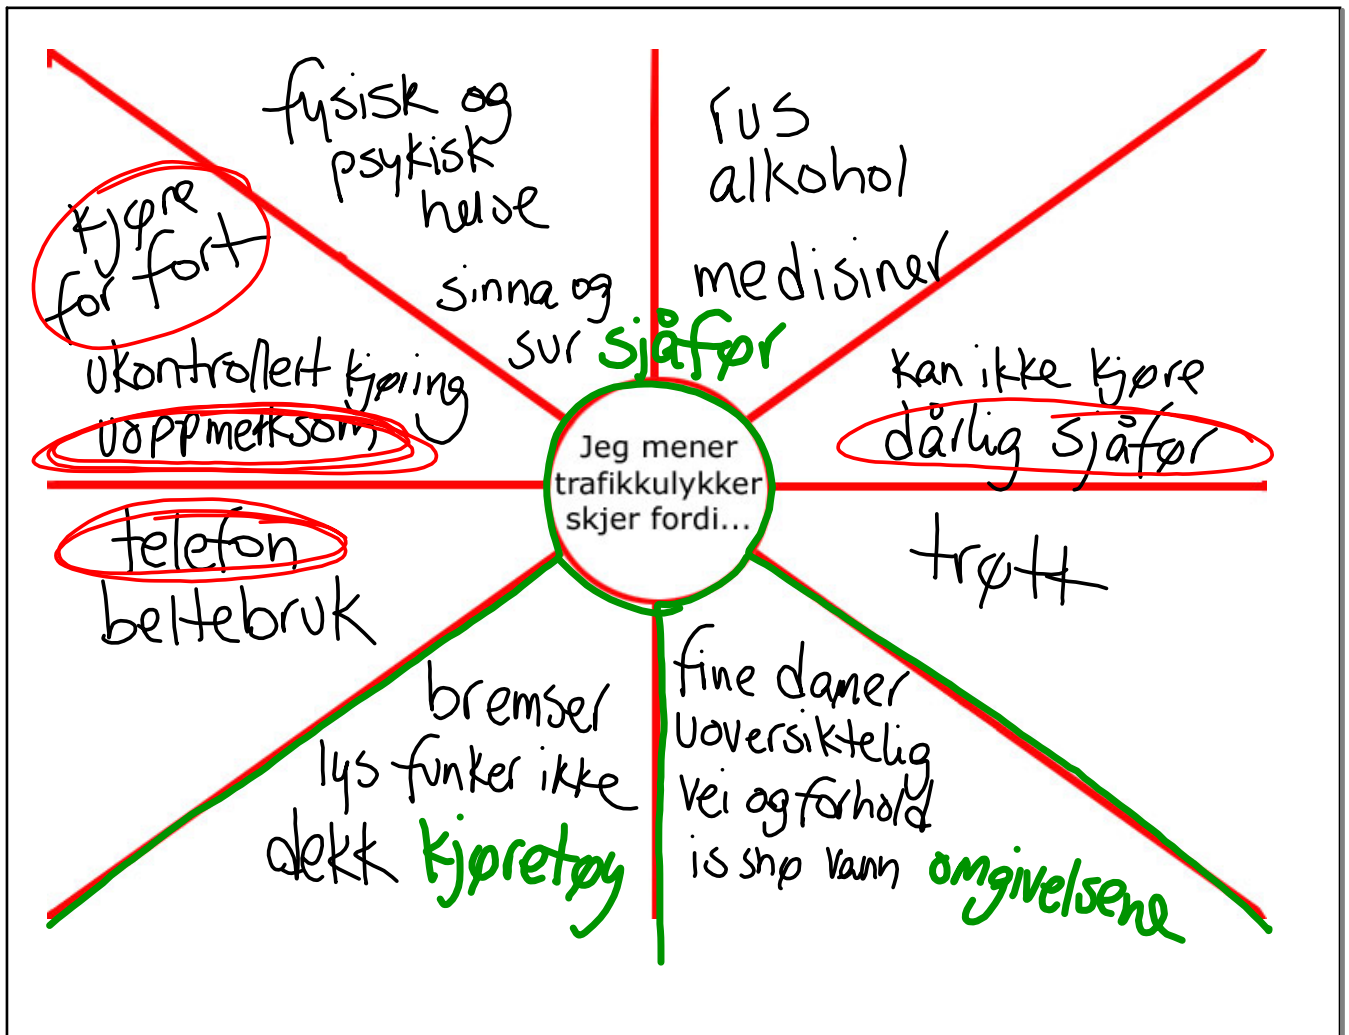 fysisk og
psykisk
helse
sinna og
sur
rus
alkohol
medisiner
sjåfør
kjøre
for fort
ukontrollert kjøring
uoppmerksom
kan ikke kjøre
dårlig sjåfør
Jeg mener
trafikkulykker
skjer fordi...
telefon
beltebruk
trøtt
bremser
lys funker ikke
dekk
kjøretøy
fine damer
uoversiktelig
vei og forhold
is snø vann
omgivelsene